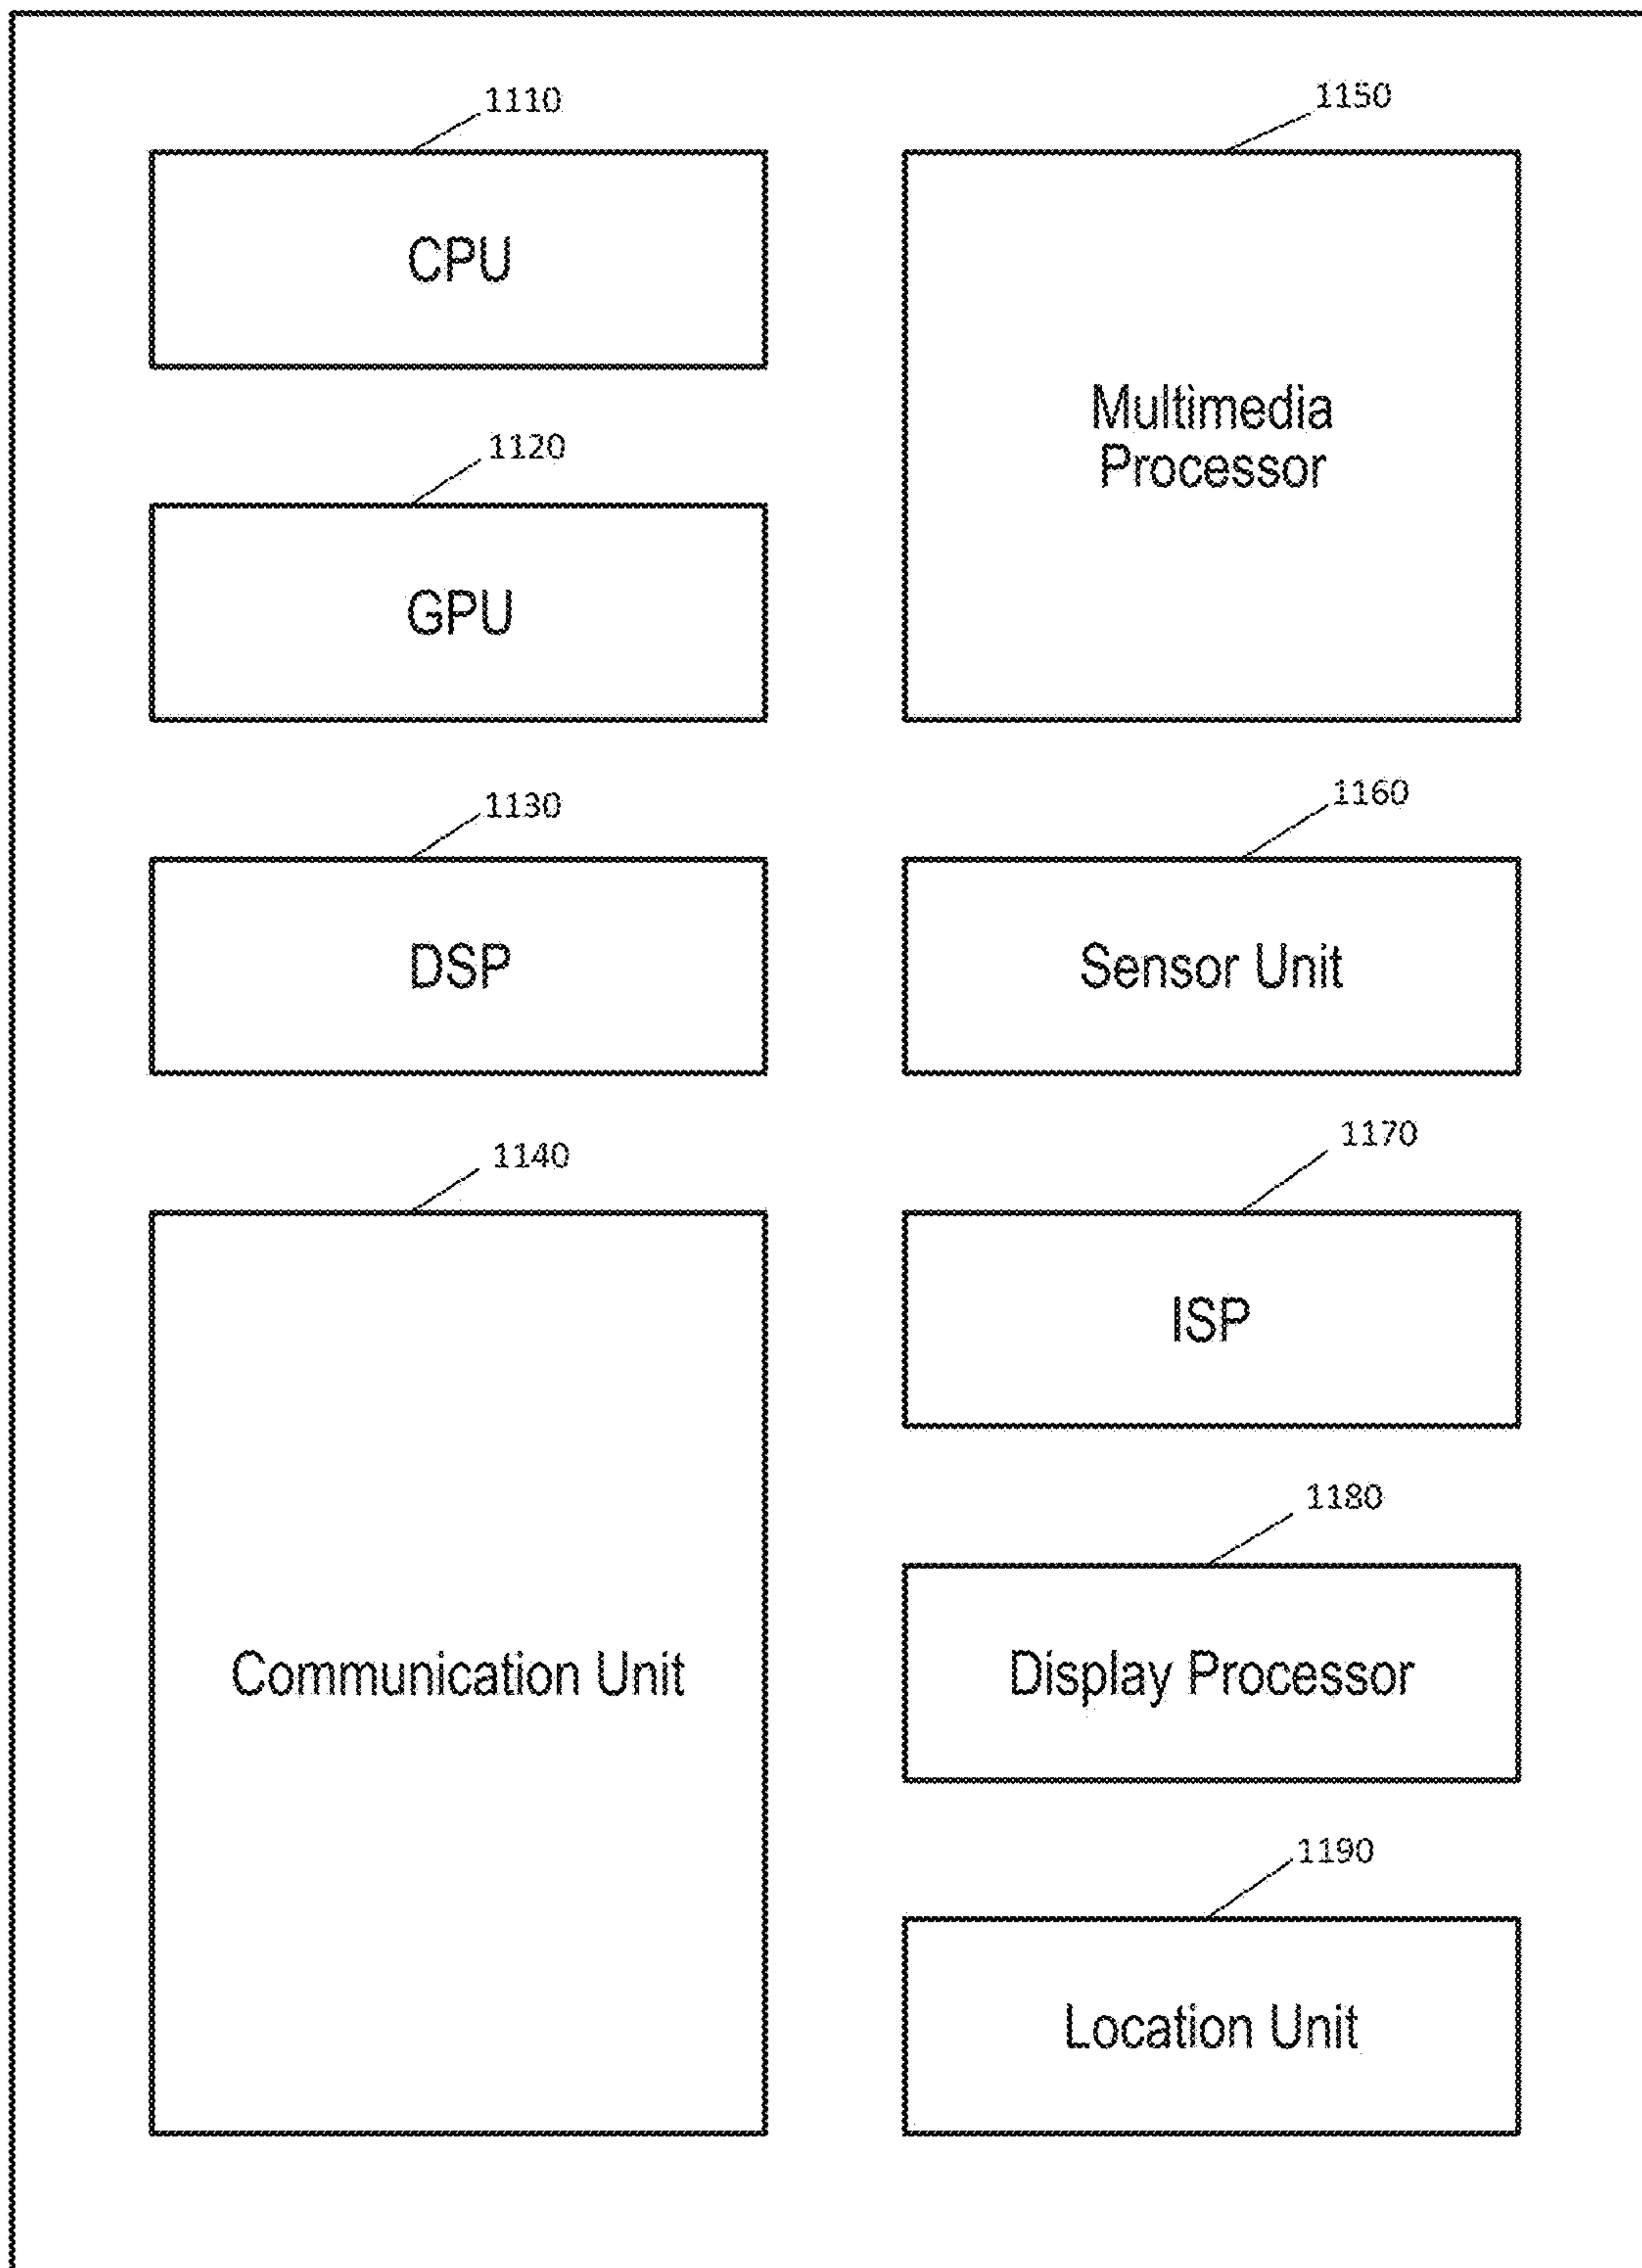 1110
CPU
1120
GPU
1130
DSP
1140
Communication Unit
1150
Multimedia
Processor
1160
Sensor Unit
1170
ISP
1180
Display Processor
1190
Location Unit